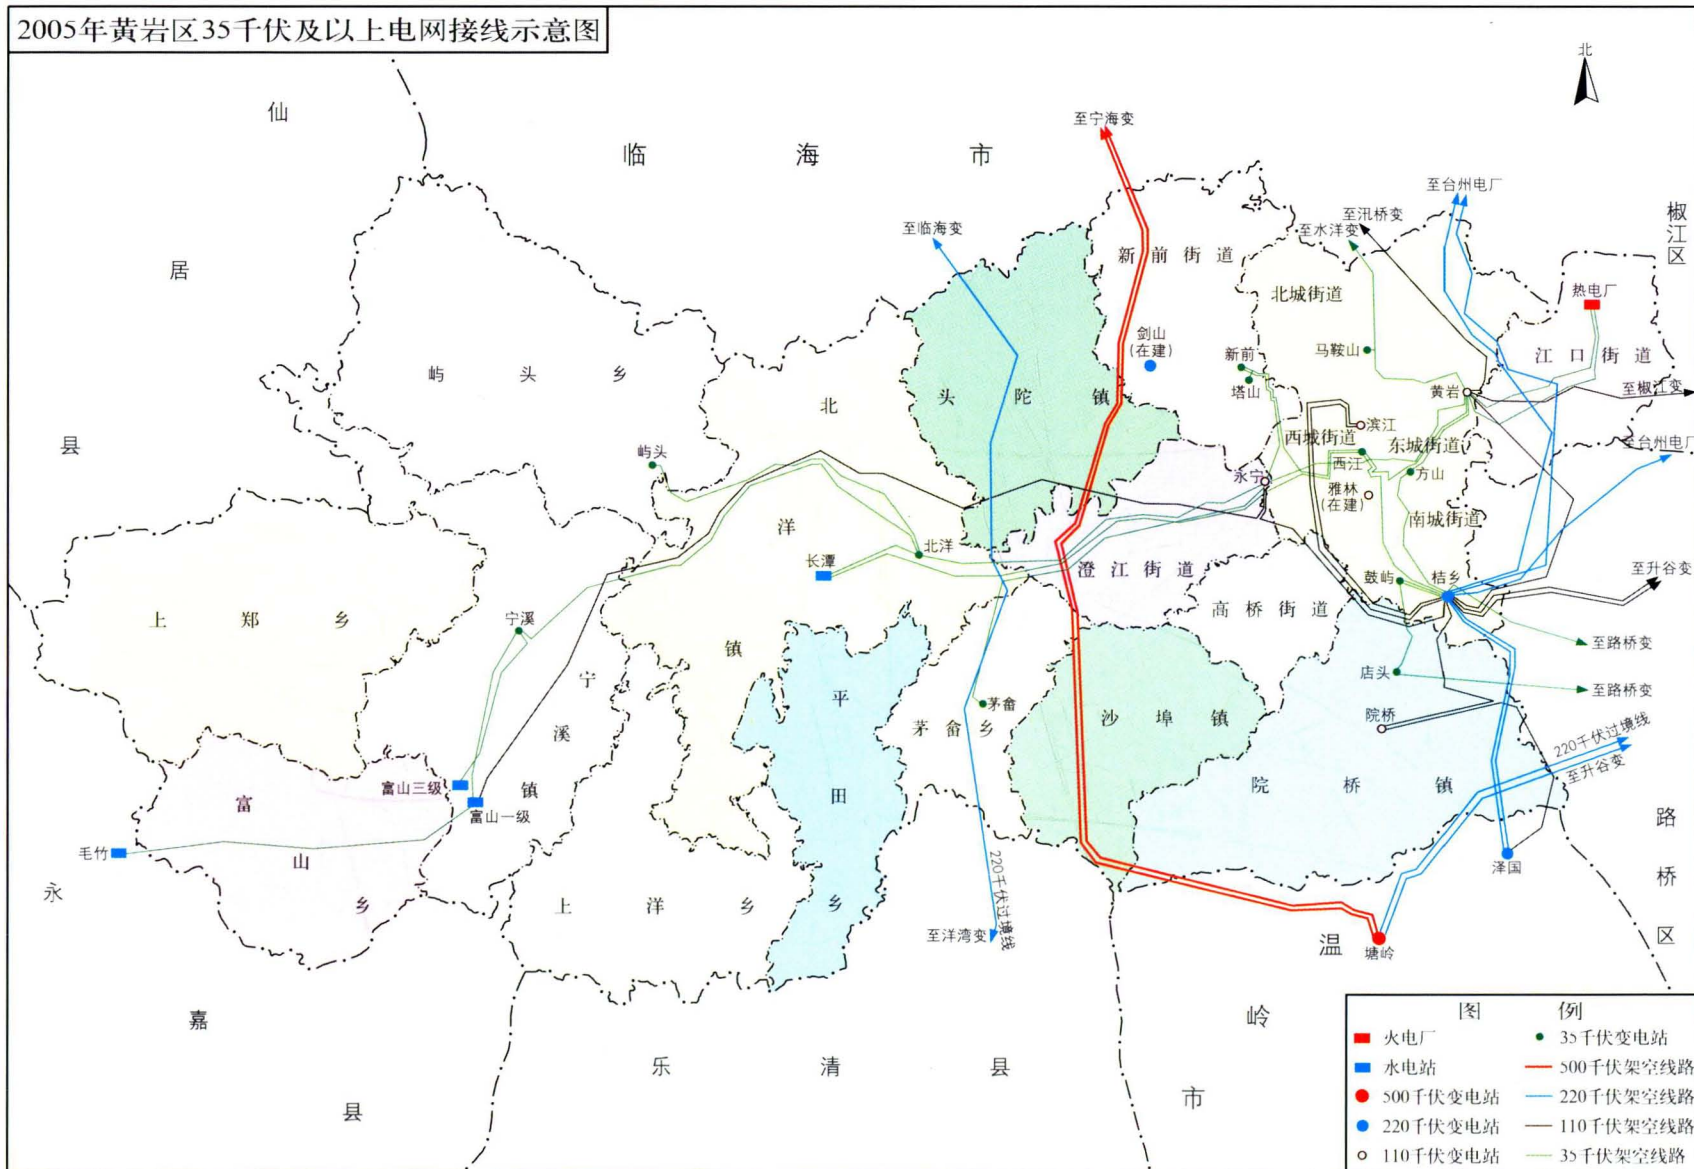 2005年黄岩区35千伏及以上电网接线示意图
北
仙
居
县
临海市
椒江区
永
嘉
县
乐清县
温
岭
市
路
桥
区
至宁海变
至临海变
至台州电厂
至汛桥变
至水洋变
新前街道
北城街道
热电厂
江口街道
剑山
(在建)
新前
塔山
马鞍山
黄岩
至椒江变
屿头乡
头陀镇
北
洋
镇
滨江
西城街道
东城街道
西江
方山
至台州电厂
屿头
永宁
雅林
(在建)
南城街道
北洋
长潭
澄江街道
鼓屿
桔乡
至升谷变
高桥街道
上郑乡
宁溪
宁
溪
镇
平
田
乡
至路桥变
店头
至路桥变
茅畲
茅畲乡
沙埠镇
院桥
220千伏过境线
至升谷变
院桥镇
富山三级
富山一级
富
山
乡
毛竹
泽国
220千伏过境线
上洋乡
至洋湾变
塘岭
图例
火电厂
35千伏变电站
水电站
500千伏架空线路
500千伏变电站
220千伏架空线路
220千伏变电站
110千伏架空线路
110千伏变电站
35千伏架空线路